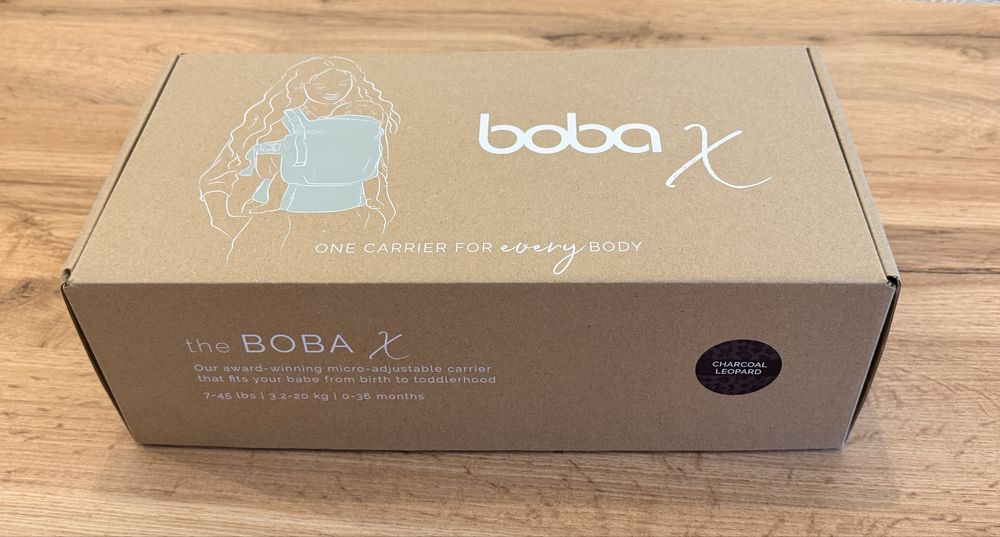 boba X
ONE CARRIER FOR every BODY
the BOBA X
Our award-winning micro-adjustable carrier
that fits your babe from birth to toddlerhood
7-45 lbs | 3.2-20 kg | 0-36 months
CHARCOAL
LEOPARD